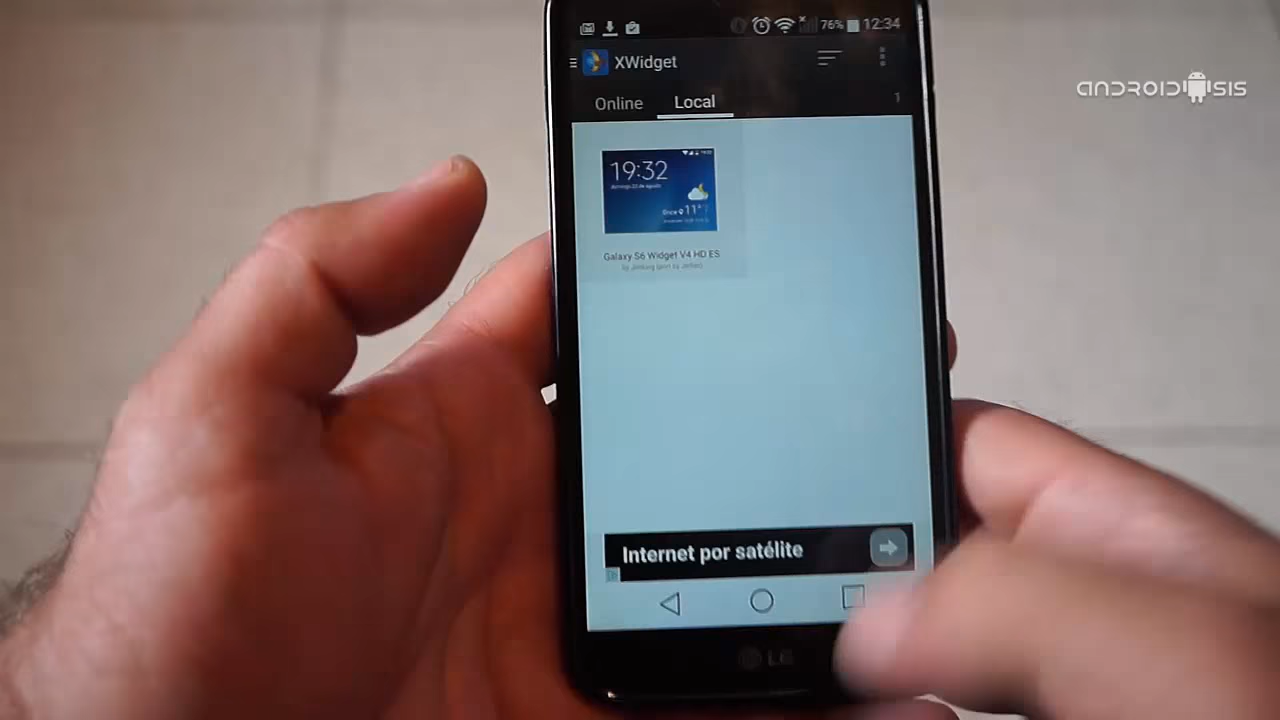 76% 12:34
XWidget
ANDROIDSIS
Online Local 1
19:32
11°
Galaxy S6 Widget V4 HD ES
Internet por satélite
LG